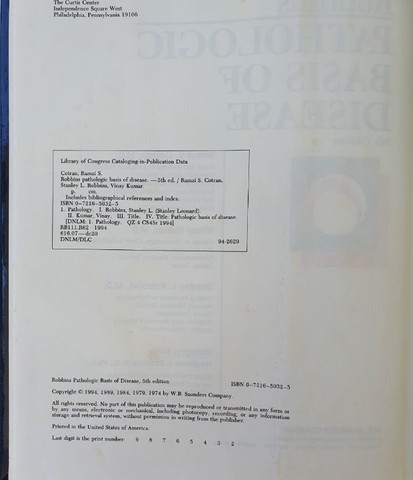 The Curtis Center
Independence Square West
Philadelphia, Pennsylvania 19106
PATHOLOGIC
BASIS OF
DISEASE
Library of Congress Cataloging-in-Publication Data
Cotran, Ramzi S.
Robbins pathologic basis of disease. — 5th ed. / Ramzi S. Cotran,
Stanley L. Robbins, Vinay Kumar.
p. cm.
Includes bibliographical references and index.
ISBN 0-7216-5032-5
1. Pathology. I. Robbins, Stanley L. (Stanley Leonard).
II. Kumar, Vinay. III. Title. IV. Title: Pathologic basis of disease.
[DNLM: 1. Pathology. QZ 4 C845r 1994]
RB111.R62 1994
616.07—dc20
DNLM/DLC 94-2629
Robbins Pathologic Basis of Disease, 5th edition ISBN 0-7216-5032-5
Copyright © 1994, 1989, 1984, 1979, 1974 by W.B. Saunders Company.
All rights reserved. No part of this publication may be reproduced or transmitted in any form or
by any means, electronic or mechanical, including photocopy, recording, or any information
storage and retrieval system, without permission in writing from the publisher.
Printed in the United States of America.
Last digit is the print number: 9 8 7 6 5 4 3 2